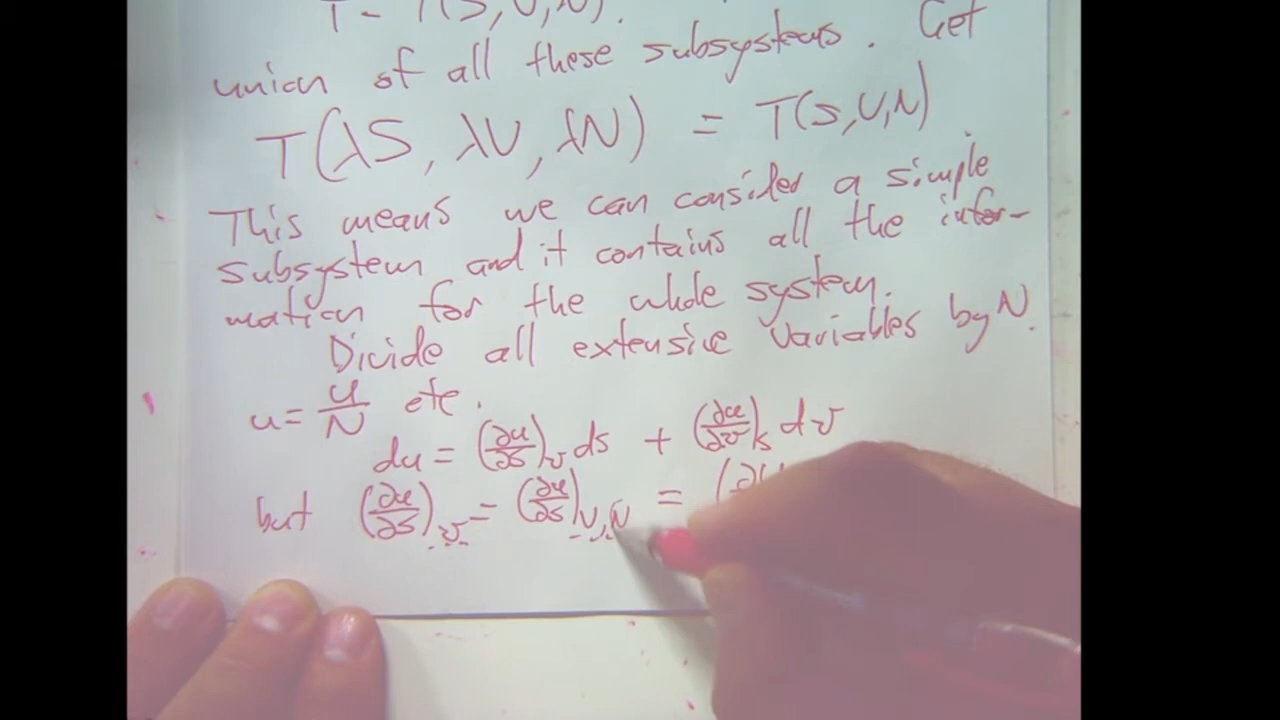 T = T(S,U,N).
union of all these subsystems. Get
T(λS, λU, λN) = T(S,U,N)
This means we can consider a simple
subsystem and it contains all the infor-
mation for the whole system.
Divide all extensive variables by N.
u = U/N etc.
du = (∂u/∂s)_v ds + (∂u/∂v)_s dv
but (∂u/∂s)_v = (∂u/∂s)_V,N = (∂U